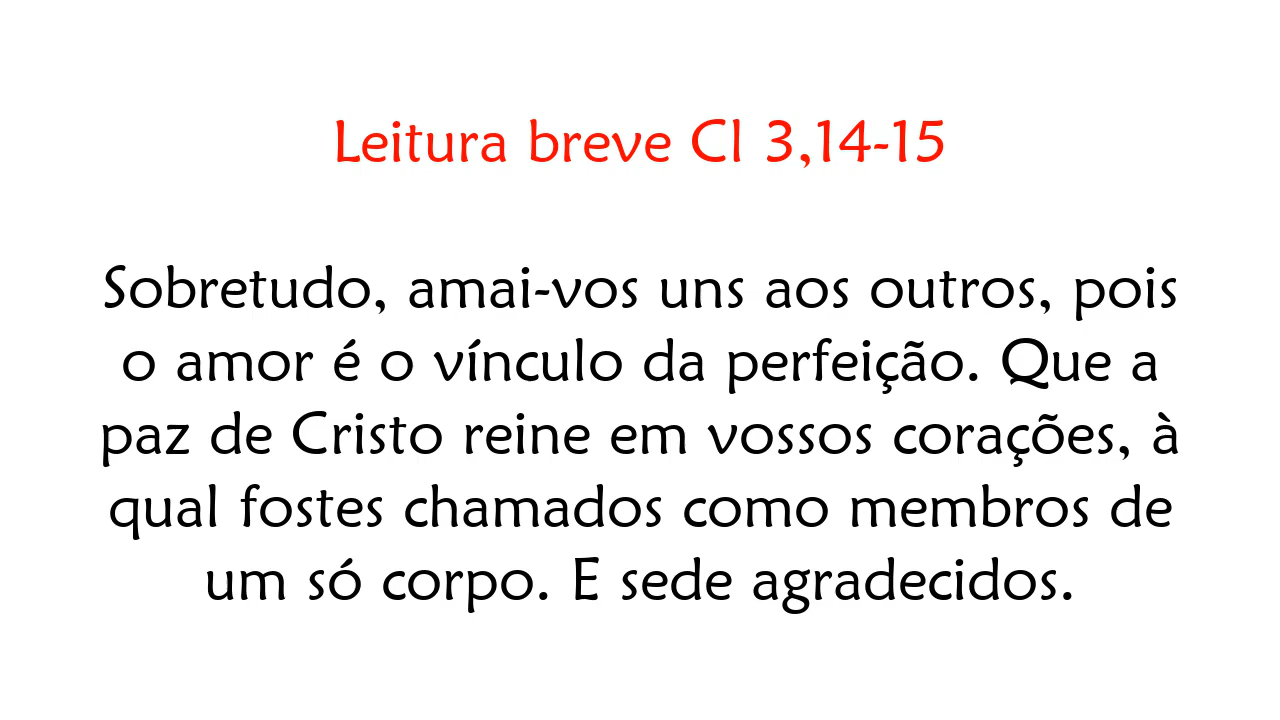 Leitura breve Cl 3,14-15
Sobretudo, amai-vos uns aos outros, pois
o amor é o vínculo da perfeição. Que a
paz de Cristo reine em vossos corações, à
qual fostes chamados como membros de
um só corpo. E sede agradecidos.